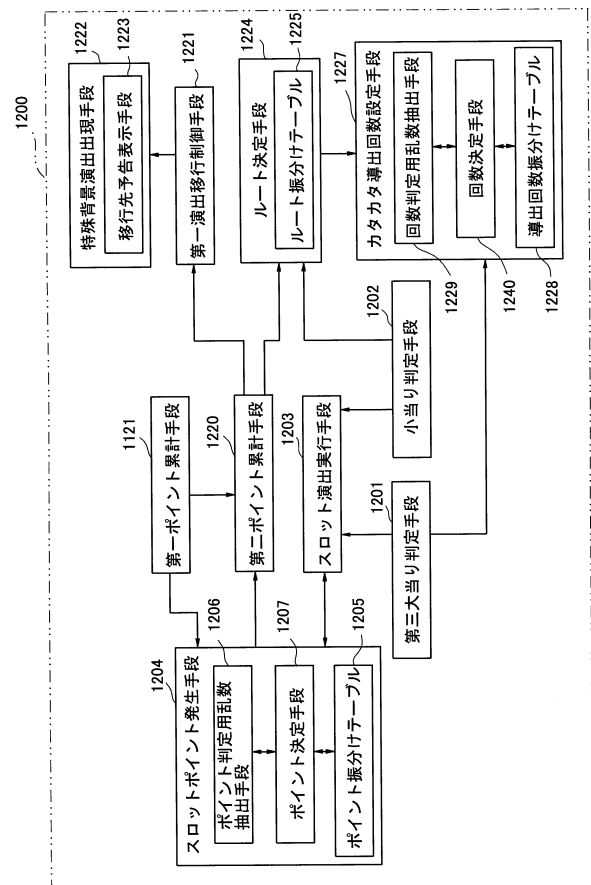 1200
1204
スロットポイント発生手段
1206
ポイント判定用乱数
抽出手段
1207
ポイント決定手段
1205
ポイント振分けテーブル
1121
第一ポイント累計手段
1220
第二ポイント累計手段
1203
スロット演出実行手段
1201
第三大当り判定手段
1202
小当り判定手段
1222
特殊背景演出出現手段
1223
移行先予告表示手段
1221
第一演出移行制御手段
1224
ルート決定手段
1225
ルート振分けテーブル
1227
カタカタ導出回数設定手段
回数判定用乱数抽出手段
1229
回数決定手段
1240
導出回数振分けテーブル
1228